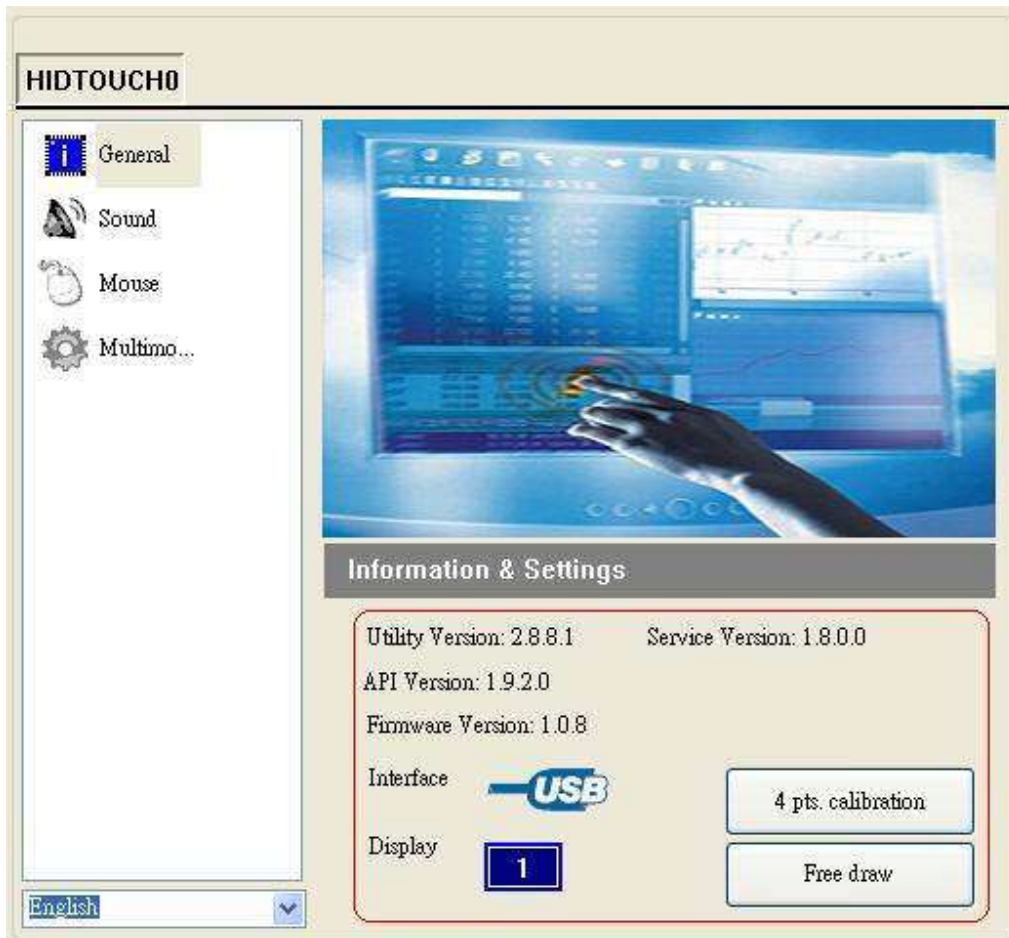 HIDTOUCH0
General
Sound
Mouse
Multimo...
Information & Settings
Utility Version: 2.8.8.1 Service Version: 1.8.0.0
API Version: 1.9.2.0
Firmware Version: 1.0.8
Interface USB
4 pts. calibration
Display 1
Free draw
English